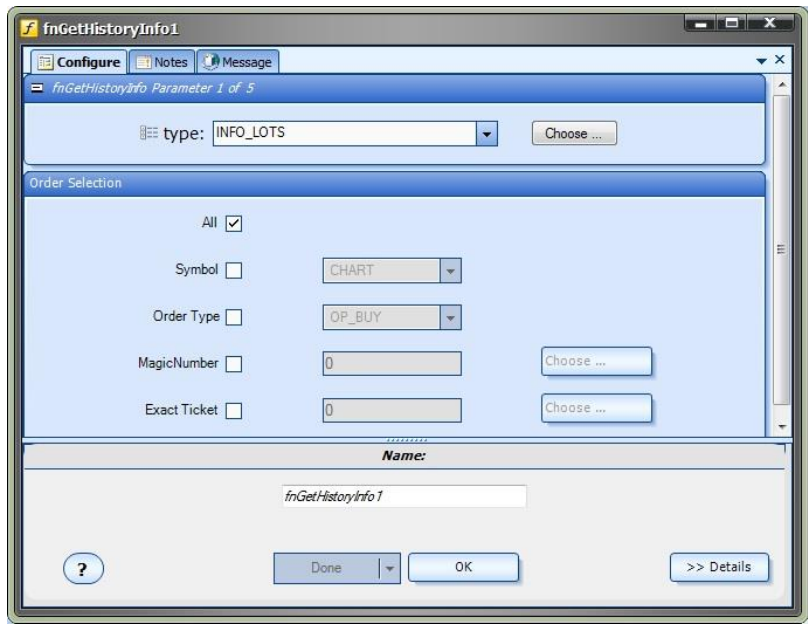 fnGetHistoryInfo1
Configure Notes Message
fnGetHistoryInfo Parameter 1 of 5
type: INFO_LOTS Choose ...
Order Selection
All
Symbol CHART
Order Type OP_BUY
MagicNumber 0 Choose ...
Exact Ticket 0 Choose ...
Name:
fnGetHistoryInfo1
? Done OK >> Details